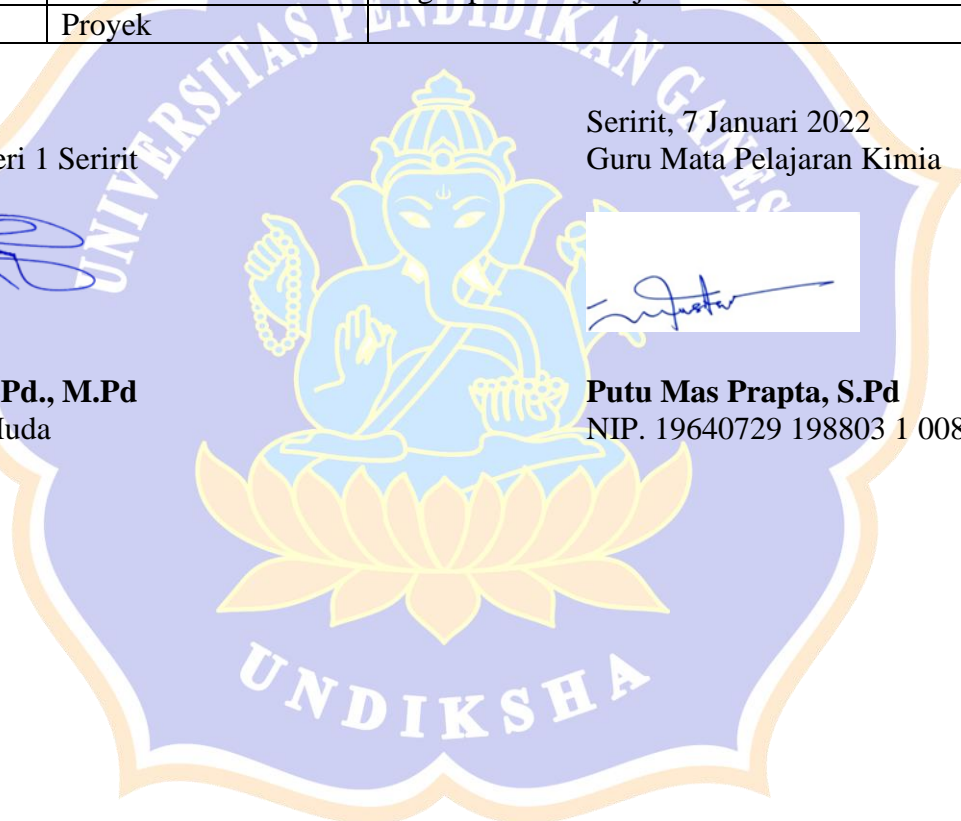 Proyek
Seririt, 7 Januari 2022
eri 1 Seririt
Guru Mata Pelajaran Kimia
Pd., M.Pd
Putu Mas Prapta, S.Pd
uda
NIP. 19640729 198803 1 008
UNIVERSITAS PENDIDIKAN GANES
UNDIKSHA